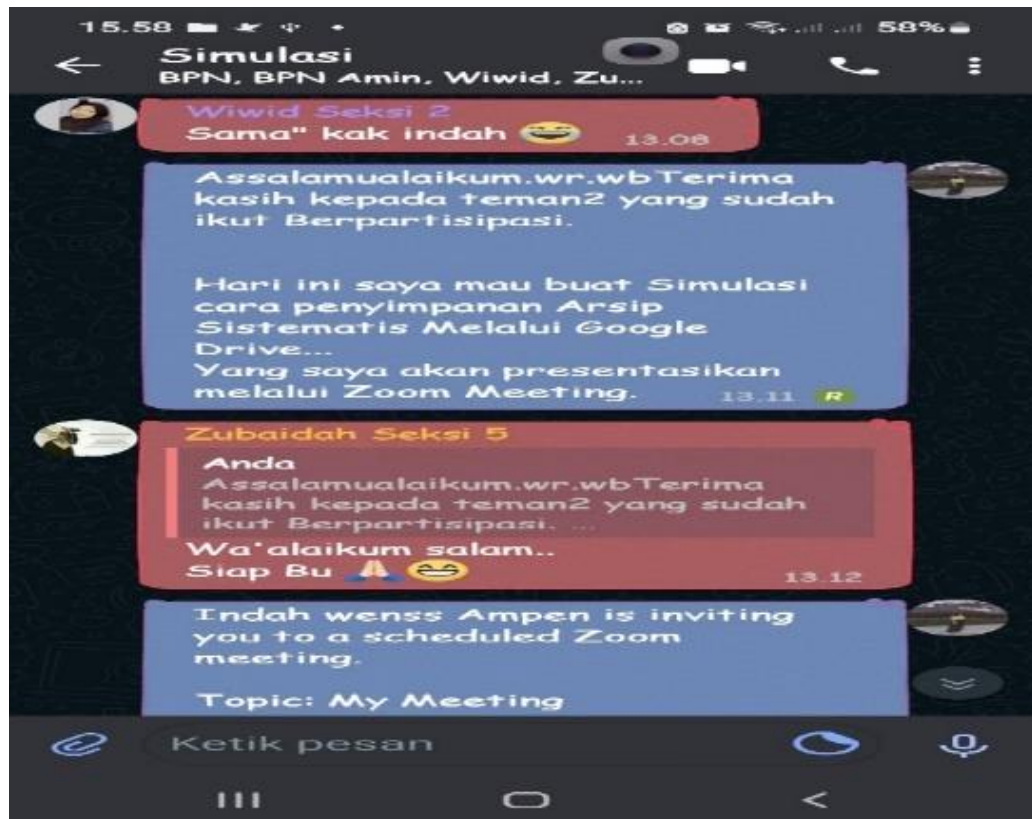 15.58
58%
Simulasi
BPN, BPN Amin, Wiwid, Zu...
Wiwid Seksi 2
Sama" kak indah
13.08
Assalamualaikum.wr.wbTerima
kasih kepada teman2 yang sudah
ikut Berpartisipasi.
Hari ini saya mau buat Simulasi
cara penyimpanan Arsip
Sistematis Melalui Google
Drive...
Yang saya akan presentasikan
melalui Zoom Meeting.
13.11 R
Zubaidah Seksi 5
Anda
Assalamualaikum.wr.wbTerima
kasih kepada teman2 yang sudah
ikut Berpartisipasi. ...
Wa'alaikum salam..
Siap Bu
13.12
Indah wenss Ampen is inviting
you to a scheduled Zoom
meeting.
Topic: My Meeting
Ketik pesan